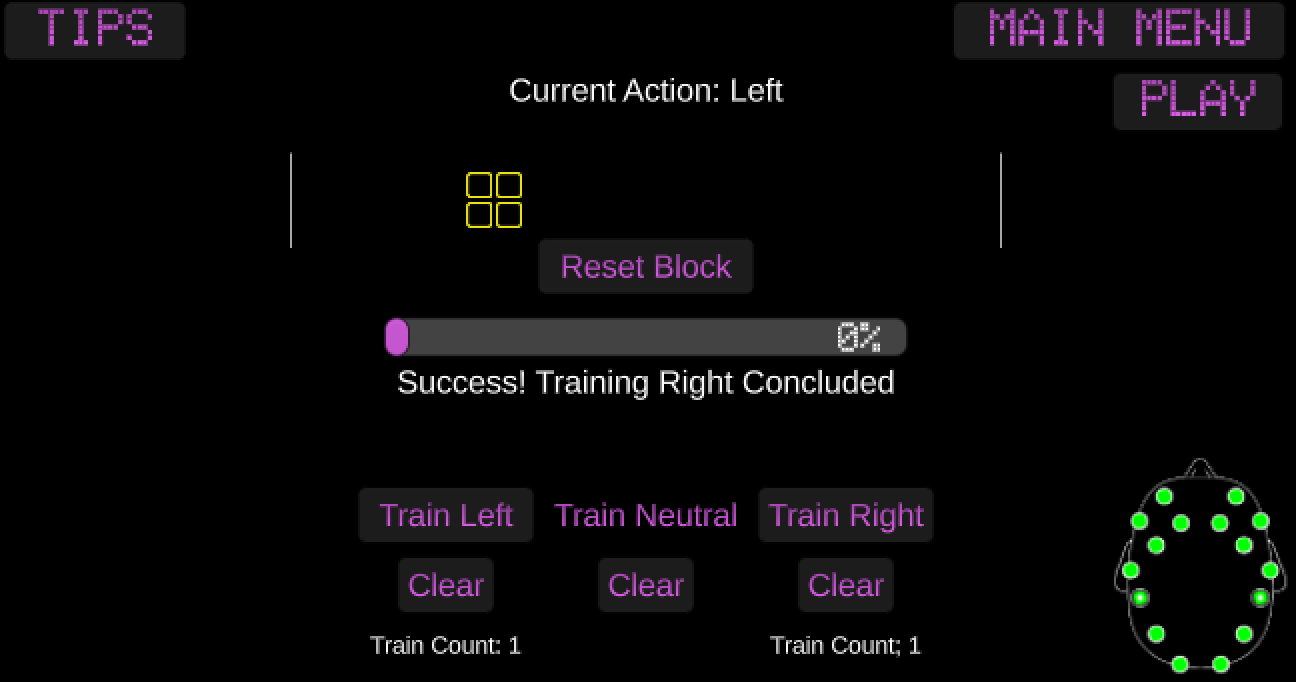 TIPS
MAIN MENU
Current Action: Left
PLAY
Reset Block
0%
Success! Training Right Concluded
Train Left
Train Neutral
Train Right
Clear
Clear
Clear
Train Count: 1
Train Count; 1